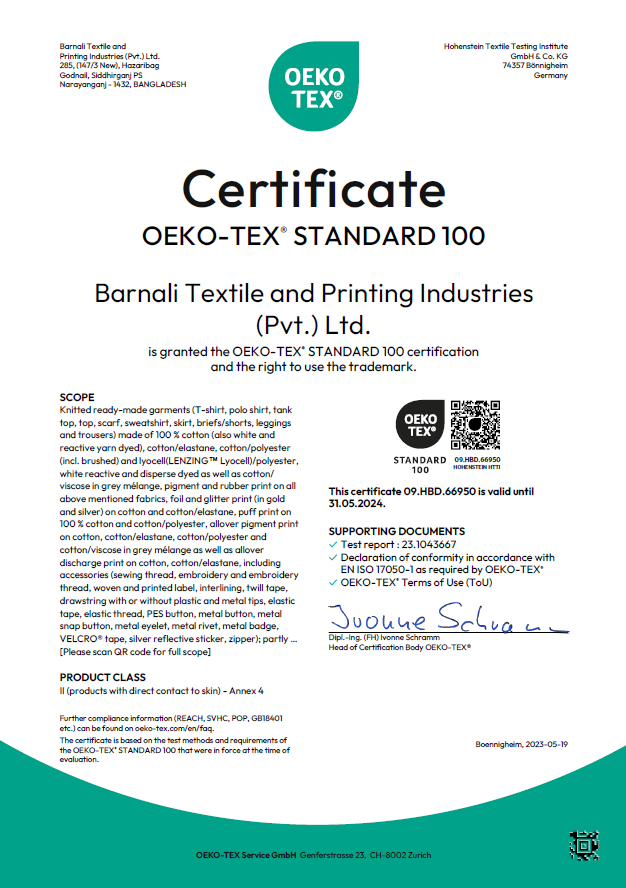 Barnali Textile and
Printing Industries (Pvt.) Ltd.
285, (147/3 New), Hazaribag
Godnail, Siddhirganj PS
Narayanganj - 1432, BANGLADESH
OEKO
TEX®
Hohenstein Textile Testing Institute
GmbH & Co. KG
74357 Bönnigheim
Germany
Certificate
OEKO-TEX® STANDARD 100
Barnali Textile and Printing Industries
(Pvt.) Ltd.
is granted the OEKO-TEX® STANDARD 100 certification
and the right to use the trademark.
SCOPE
Knitted ready-made garments (T-shirt, polo shirt, tank
top, top, scarf, sweatshirt, skirt, briefs/shorts, leggings
and trousers) made of 100 % cotton (also white and
reactive yarn dyed), cotton/elastane, cotton/polyester
(incl. brushed) and lyocell(LENZING™ Lyocell)/polyester,
white reactive and disperse dyed as well as cotton/
viscose in grey mélange, pigment and rubber print on all
above mentioned fabrics, foil and glitter print (in gold
and silver) on cotton and cotton/elastane, puff print on
100 % cotton and cotton/polyester, allover pigment print
on cotton, cotton/elastane, cotton/polyester and
cotton/viscose in grey mélange as well as allover
discharge print on cotton, cotton/elastane, including
accessories (sewing thread, embroidery and embroidery
thread, woven and printed label, interlining, twill tape,
drawstring with or without plastic and metal tips, elastic
tape, elastic thread, PES button, metal button, metal
snap button, metal eyelet, metal rivet, metal badge,
VELCRO® tape, silver reflective sticker, zipper); partly ...
[Please scan QR code for full scope]
PRODUCT CLASS
II (products with direct contact to skin) - Annex 4
Further compliance information (REACH, SVHC, POP, GB18401
etc.) can be found on oeko-tex.com/en/faq.
The certificate is based on the test methods and requirements of
the OEKO-TEX® STANDARD 100 that were in force at the time of
evaluation.
OEKO
TEX®
STANDARD
100
09.HBD.66950
HOHENSTEIN HTTI
This certificate 09.HBD.66950 is valid until
31.05.2024.
SUPPORTING DOCUMENTS
✓ Test report : 23.1043667
✓ Declaration of conformity in accordance with
EN ISO 17050-1 as required by OEKO-TEX®
✓ OEKO-TEX® Terms of Use (ToU)
Ivonne Schramm
Dipl.-Ing. (FH) Ivonne Schramm
Head of Certification Body OEKO-TEX®
Boennigheim, 2023-05-19
OEKO-TEX Service GmbH Genferstrasse 23, CH-8002 Zurich